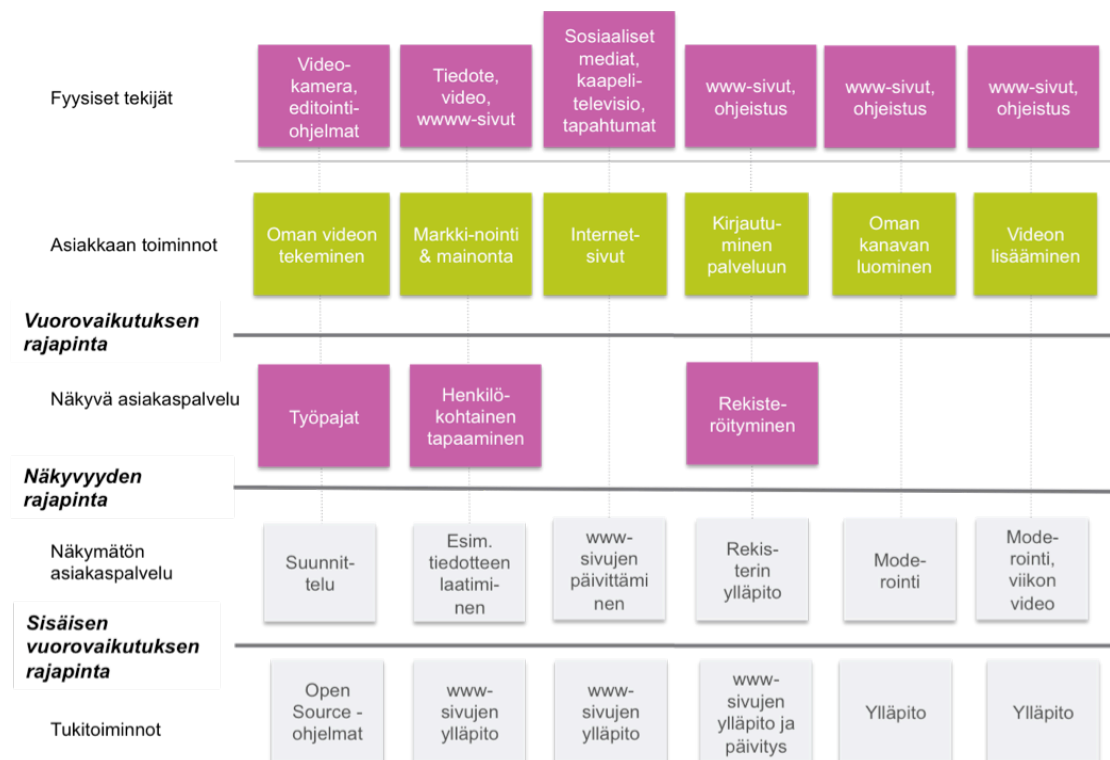 Fyysiset tekijät
Video-
kamera,
editointi-
ohjelmat
Tiedote,
video,
wwww-sivut
Sosiaaliset
mediat,
kaapeli-
televisio,
tapahtumat
www-sivut,
ohjeistus
www-sivut,
ohjeistus
www-sivut,
ohjeistus
Asiakkaan toiminnot
Oman videon
tekeminen
Markki-nointi
& mainonta
Internet-
sivut
Kirjautu-
minen
palveluun
Oman
kanavan
luominen
Videon
lisääminen
Vuorovaikutuksen
rajapinta
Näkyvä asiakaspalvelu
Työpajat
Henkilö-
kohtainen
tapaaminen
Rekiste-
röityminen
Näkyvyyden
rajapinta
Näkymätön
asiakaspalvelu
Suunnit-
telu
Esim.
tiedotteen
laatimi-
nen
www-
sivujen
päivittämi
nen
Rekis-
terin
ylläpito
Mode-
rointi
Mode-
rointi,
viikon
video
Sisäisen
vuorovaikutuksen
rajapinta
Tukitoiminnot
Open
Source -
ohjelmat
www-
sivujen
ylläpito
www-
sivujen
ylläpito
www-
sivujen
ylläpito ja
päivitys
Ylläpito
Ylläpito